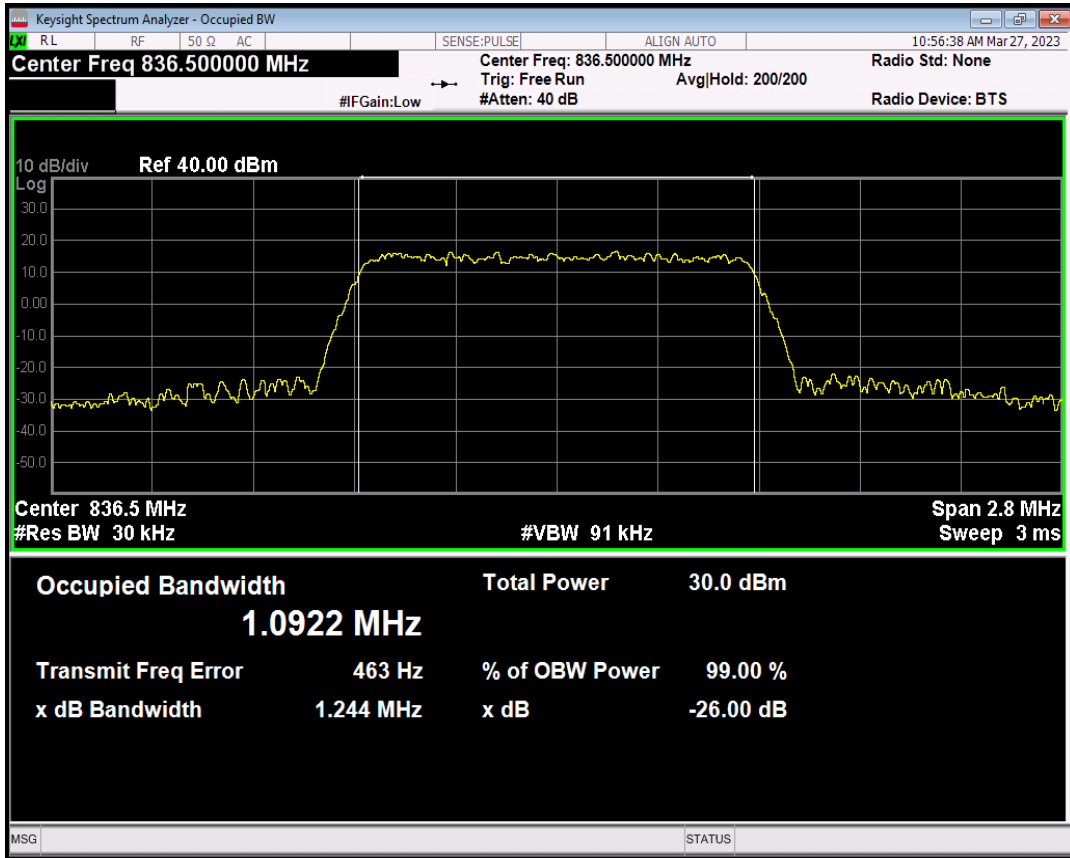 Keysight Spectrum Analyzer - Occupied BW
LXI RL RF 50 Ω AC SENSE:PULSE ALIGN AUTO 10:56:38 AM Mar 27, 2023
Center Freq 836.500000 MHz Center Freq: 836.500000 MHz Radio Std: None
Trig: Free Run Avg|Hold: 200/200
#IFGain:Low #Atten: 40 dB Radio Device: BTS
10 dB/div Ref 40.00 dBm
Log
30.0
20.0
10.0
0.00
-10.0
-20.0
-30.0
-40.0
-50.0
Center 836.5 MHz Span 2.8 MHz
#Res BW 30 kHz #VBW 91 kHz Sweep 3 ms
Occupied Bandwidth Total Power 30.0 dBm
1.0922 MHz
Transmit Freq Error 463 Hz % of OBW Power 99.00 %
x dB Bandwidth 1.244 MHz x dB -26.00 dB
MSG STATUS